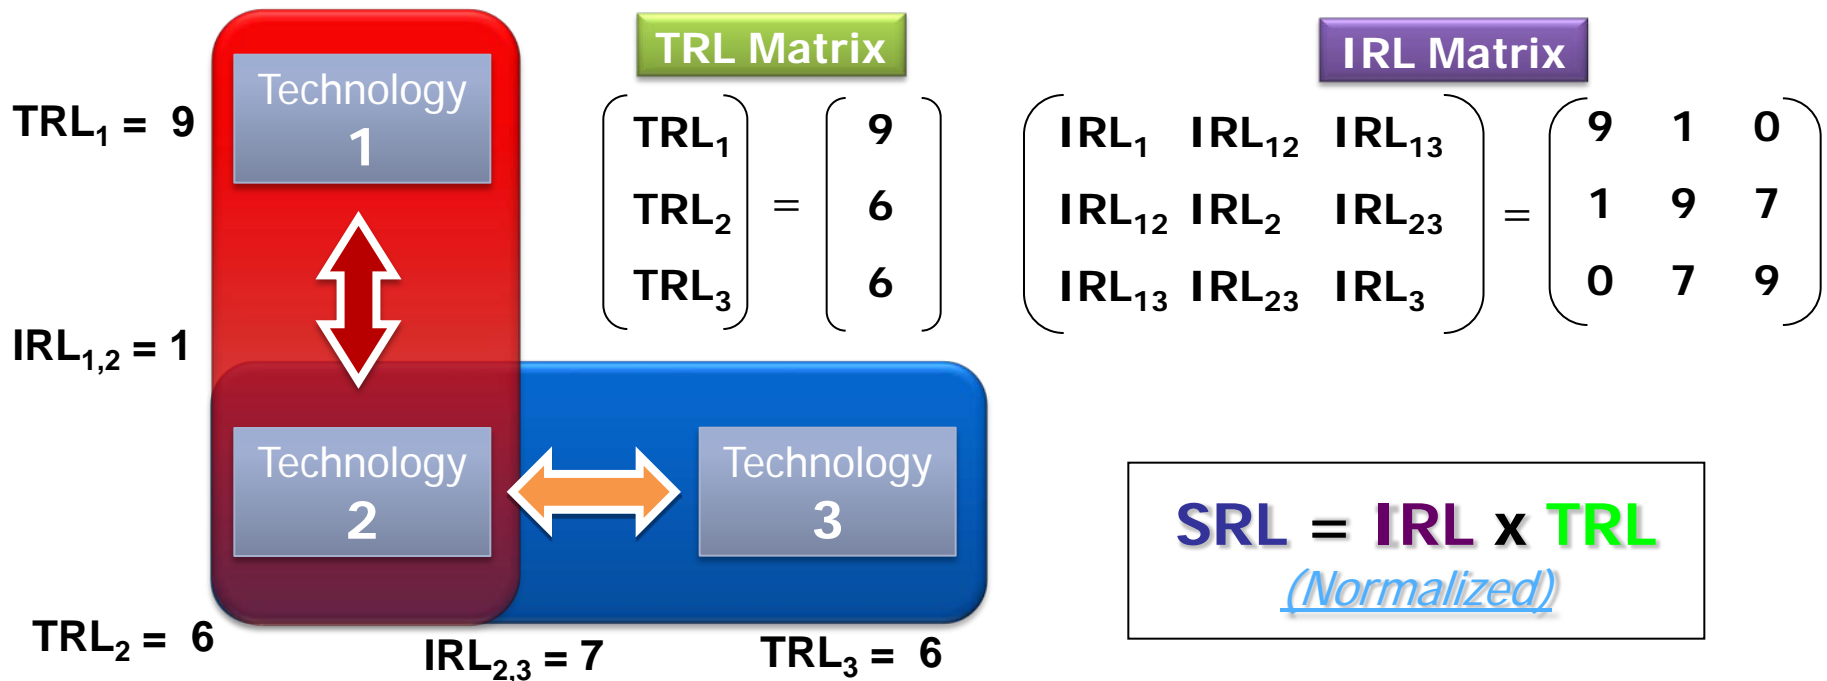 TRL Matrix
IRL Matrix
Technology
1
TRL₁ = 9
TRL₁
TRL₂
TRL₃
=
9
6
6
IRL₁ IRL₁₂ IRL₁₃
IRL₁₂ IRL₂ IRL₂₃
IRL₁₃ IRL₂₃ IRL₃
=
9 1 0
1 9 7
0 7 9
IRL₁,₂ = 1
Technology
2
Technology
3
SRL = IRL x TRL
(Normalized)
TRL₂ = 6
IRL₂,₃ = 7
TRL₃ = 6